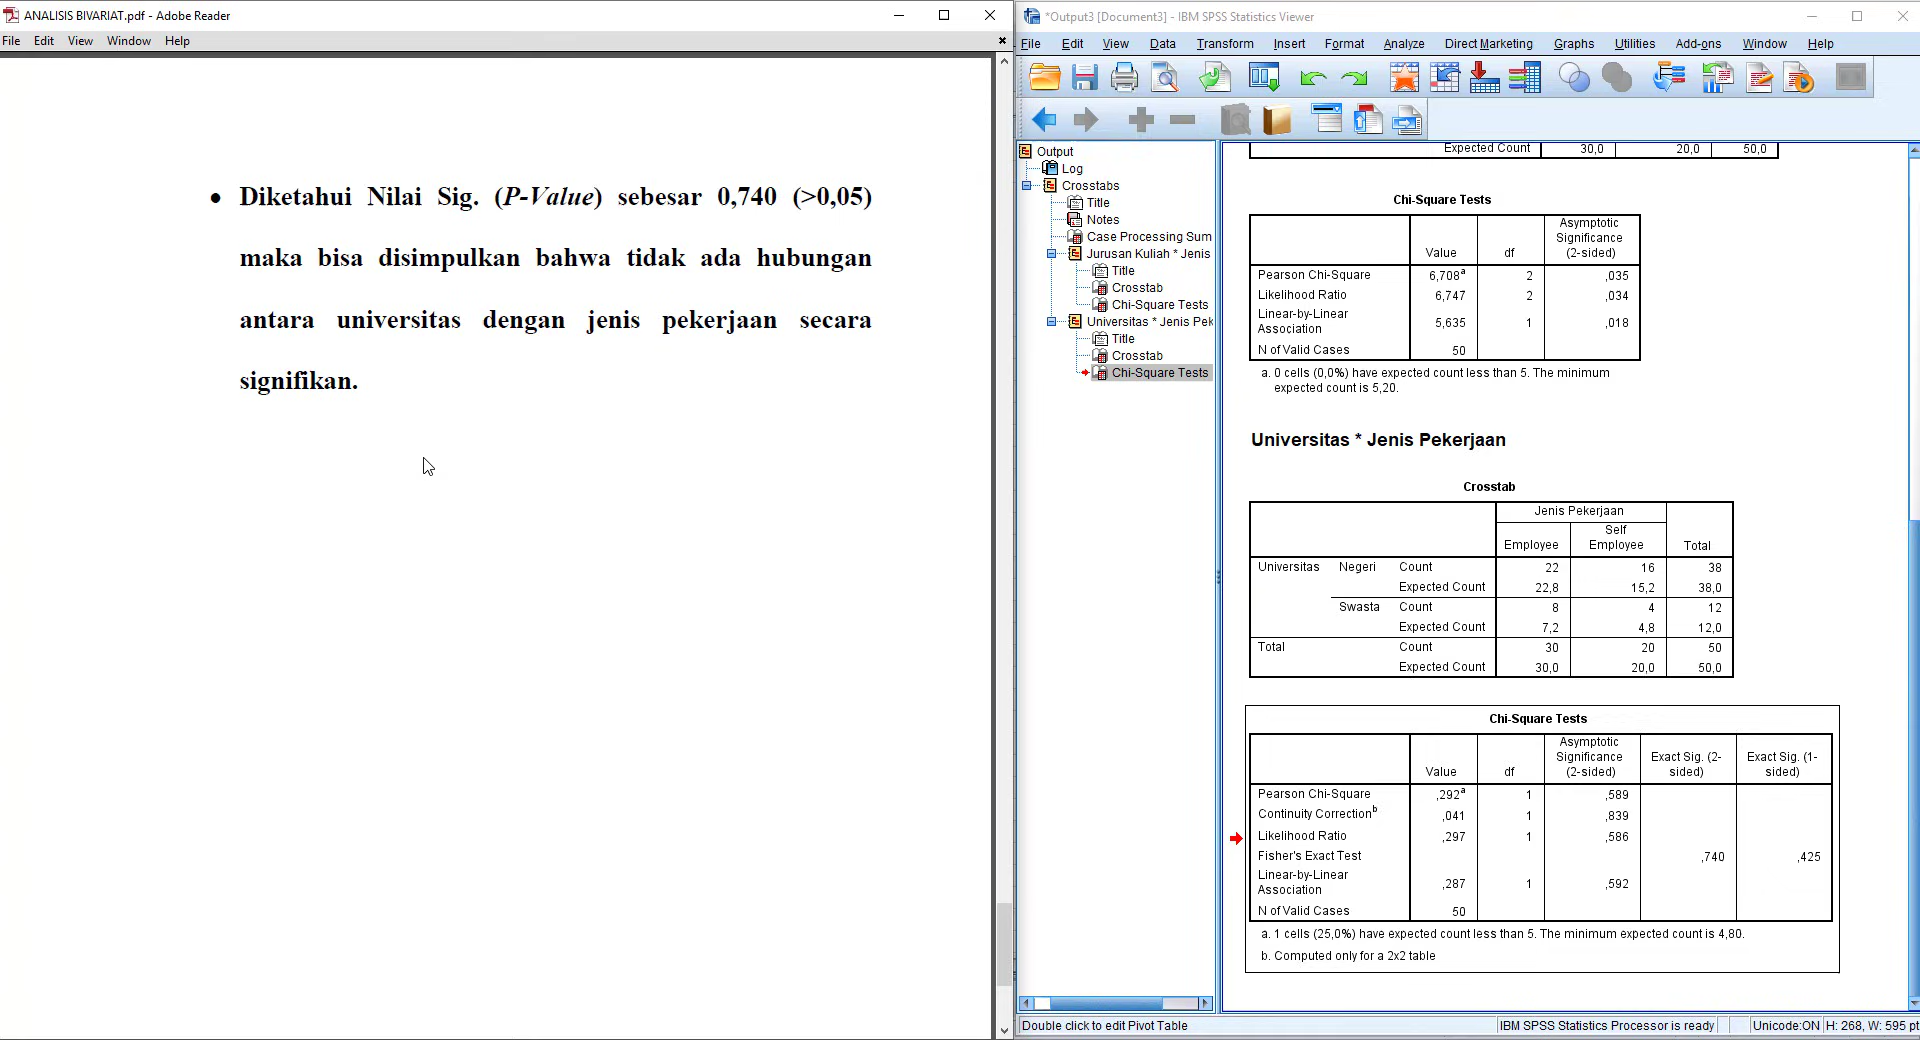 ANALISIS BIVARIAT.pdf - Adobe Reader
File Edit View Window Help
• Diketahui Nilai Sig. (P-Value) sebesar 0,740 (>0,05)
maka bisa disimpulkan bahwa tidak ada hubungan
antara universitas dengan jenis pekerjaan secara
signifikan.
*Output3 [Document3] - IBM SPSS Statistics Viewer
File Edit View Data Transform Insert Format Analyze Direct Marketing Graphs Utilities Add-ons Window Help
Output
Log
Crosstabs
Title
Notes
Case Processing Sum
Jurusan Kuliah * Jenis
Title
Crosstab
Chi-Square Tests
Universitas * Jenis Pek
Title
Crosstab
Chi-Square Tests
Expected Count 30,0 20,0 50,0
Chi-Square Tests
Value df Asymptotic Significance (2-sided)
Pearson Chi-Square 6,708a 2 ,035
Likelihood Ratio 6,747 2 ,034
Linear-by-Linear Association 5,635 1 ,018
N of Valid Cases 50
a. 0 cells (0,0%) have expected count less than 5. The minimum
expected count is 5,20.
Universitas * Jenis Pekerjaan
Crosstab
Jenis Pekerjaan
Employee Self Employee Total
Universitas Negeri Count 22 16 38
Expected Count 22,8 15,2 38,0
Swasta Count 8 4 12
Expected Count 7,2 4,8 12,0
Total Count 30 20 50
Expected Count 30,0 20,0 50,0
Chi-Square Tests
Value df Asymptotic Significance (2-sided) Exact Sig. (2-sided) Exact Sig. (1-sided)
Pearson Chi-Square ,292a 1 ,589
Continuity Correctionb ,041 1 ,839
Likelihood Ratio ,297 1 ,586
Fisher's Exact Test ,740 ,425
Linear-by-Linear Association ,287 1 ,592
N of Valid Cases 50
a. 1 cells (25,0%) have expected count less than 5. The minimum expected count is 4,80.
b. Computed only for a 2x2 table
Double click to edit Pivot Table
IBM SPSS Statistics Processor is ready Unicode:ON H: 268, W: 595 pt